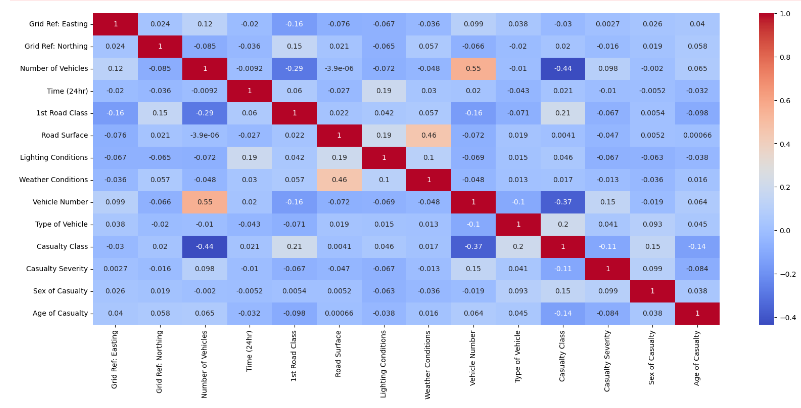 Grid Ref: Easting 1 0.024 0.12 -0.02 -0.16 -0.076 -0.067 -0.036 0.099 0.038 -0.03 0.0027 0.026 0.04
Grid Ref: Northing 0.024 1 -0.085 -0.036 0.15 0.021 -0.065 0.057 -0.066 -0.02 0.02 -0.016 0.019 0.058
Number of Vehicles 0.12 -0.085 1 -0.0092 -0.29 -3.9e-06 -0.072 -0.048 0.55 -0.01 -0.44 0.098 -0.002 0.065
Time (24hr) -0.02 -0.036 -0.0092 1 0.06 -0.027 0.19 0.03 0.02 -0.043 0.021 -0.01 -0.0052 -0.032
1st Road Class -0.16 0.15 -0.29 0.06 1 0.022 0.042 0.057 -0.16 -0.071 0.21 -0.067 0.0054 -0.098
Road Surface -0.076 0.021 -3.9e-06 -0.027 0.022 1 0.19 0.46 -0.072 0.019 0.0041 -0.047 0.0052 0.00066
Lighting Conditions -0.067 -0.065 -0.072 0.19 0.042 0.19 1 0.1 -0.069 0.015 0.046 -0.067 -0.063 -0.038
Weather Conditions -0.036 0.057 -0.048 0.03 0.057 0.46 0.1 1 -0.048 0.013 0.017 -0.013 -0.036 0.016
Vehicle Number 0.099 -0.066 0.55 0.02 -0.16 -0.072 -0.069 -0.048 1 -0.1 -0.37 0.15 -0.019 0.064
Type of Vehicle 0.038 -0.02 -0.01 -0.043 -0.071 0.019 0.015 0.013 -0.1 1 0.2 0.041 0.093 0.045
Casualty Class -0.03 0.02 -0.44 0.021 0.21 0.0041 0.046 0.017 -0.37 0.2 1 -0.11 0.15 -0.14
Casualty Severity 0.0027 -0.016 0.098 -0.01 -0.067 -0.047 -0.067 -0.013 0.15 0.041 -0.11 1 0.099 -0.084
Sex of Casualty 0.026 0.019 -0.002 -0.0052 0.0054 0.0052 -0.063 -0.036 -0.019 0.093 0.15 0.099 1 0.038
Age of Casualty 0.04 0.058 0.065 -0.032 -0.098 0.00066 -0.038 0.016 0.064 0.045 -0.14 -0.084 0.038 1
Grid Ref: Easting
Grid Ref: Northing
Number of Vehicles
Time (24hr)
1st Road Class
Road Surface
Lighting Conditions
Weather Conditions
Vehicle Number
Type of Vehicle
Casualty Class
Casualty Severity
Sex of Casualty
Age of Casualty
1.0
0.8
0.6
0.4
0.2
0.0
−0.2
−0.4